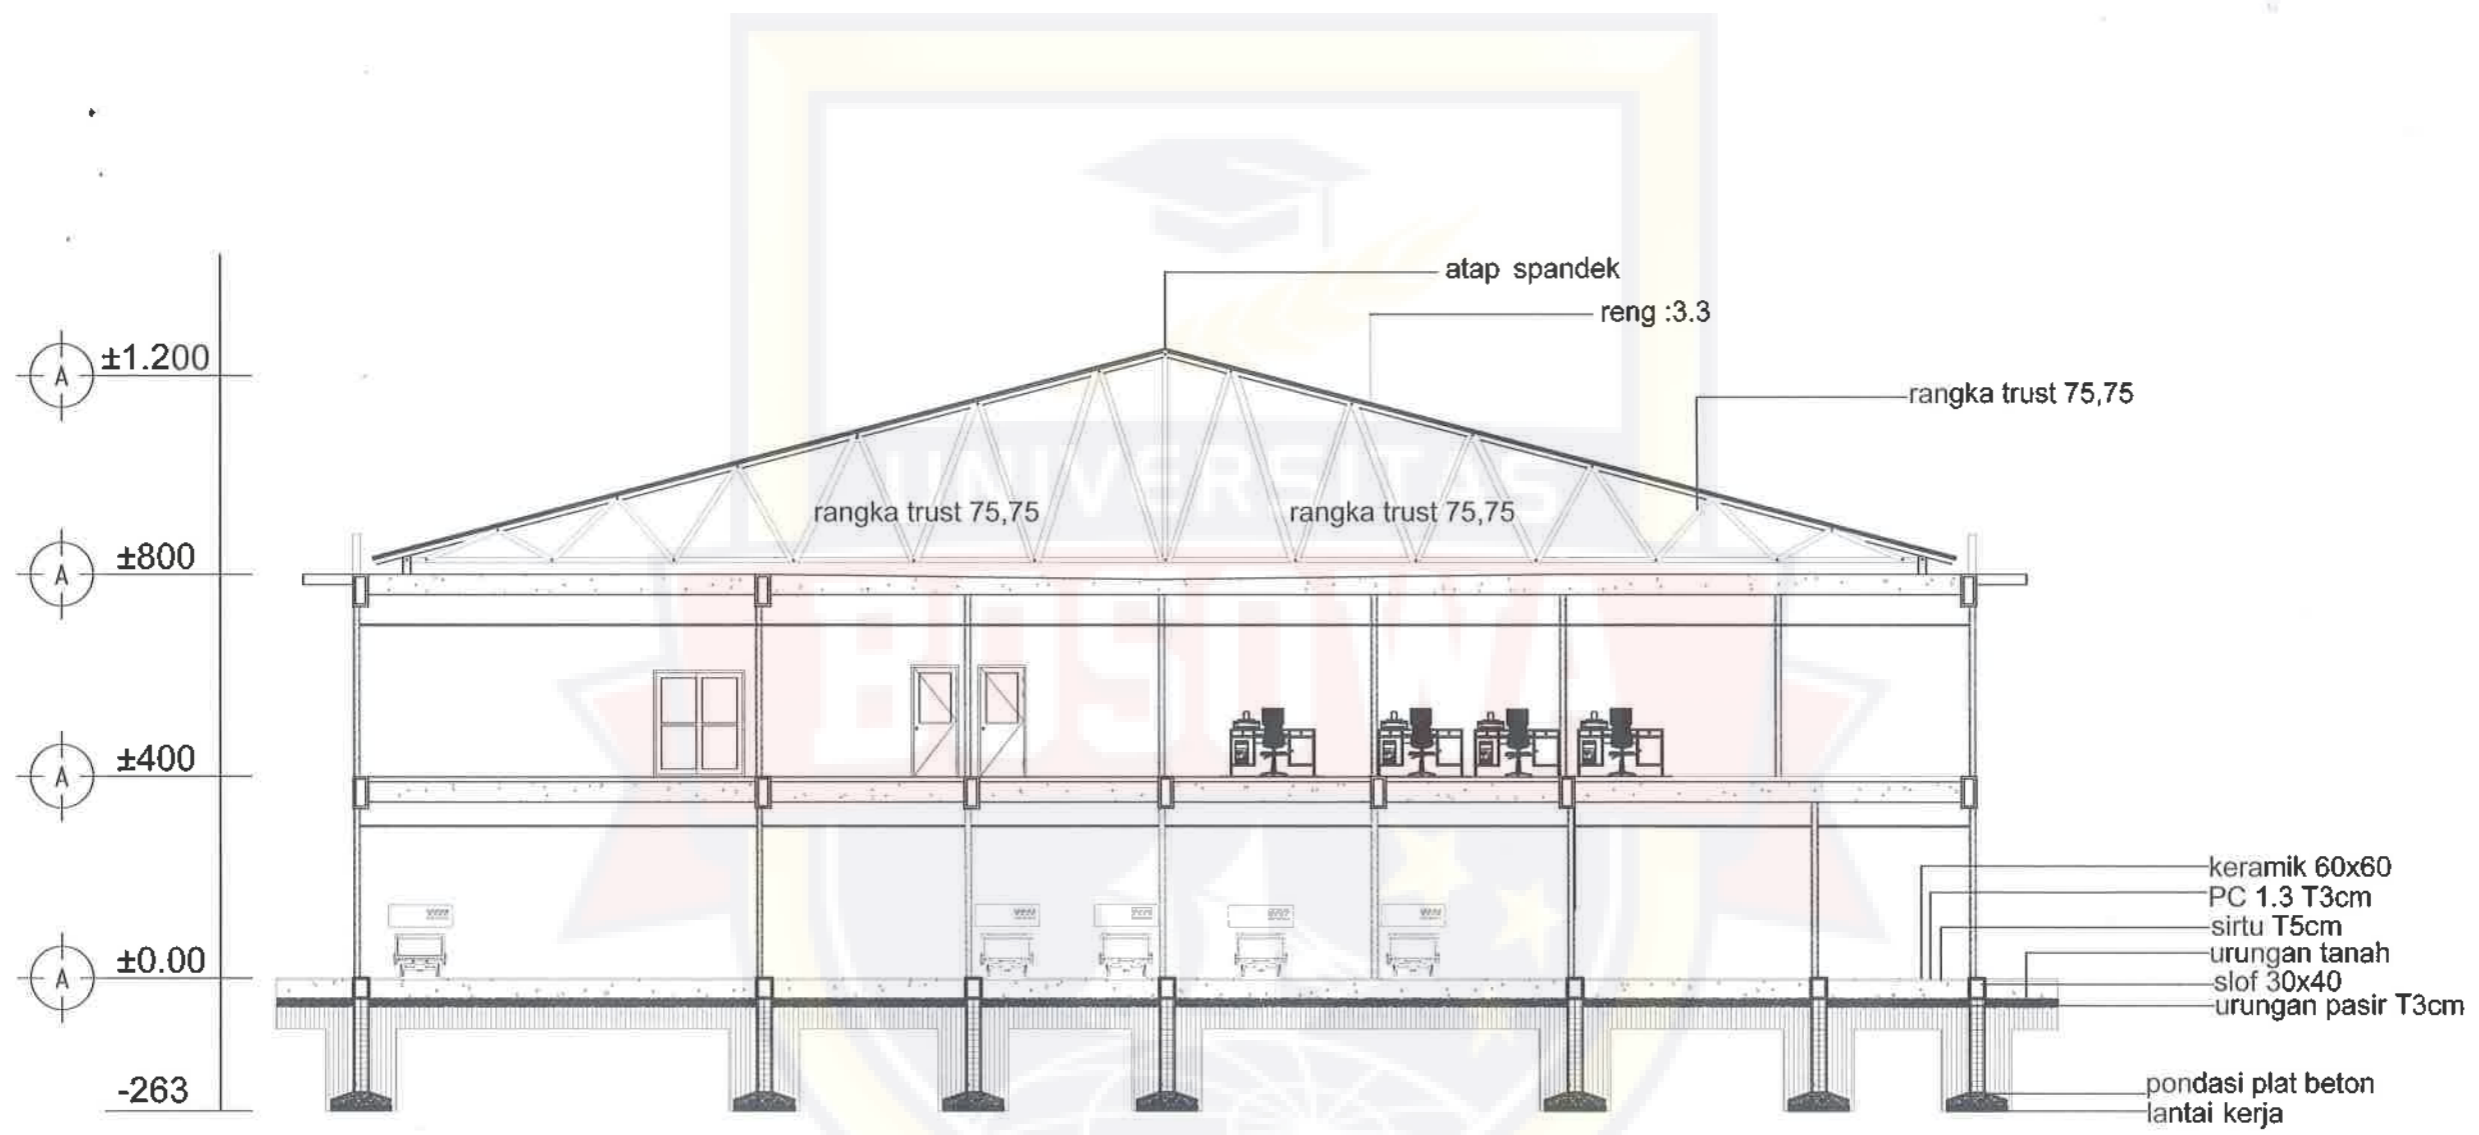 UNIVERSITAS
BOSOWA
atap spandek
reng :3.3
±1.200
A
rangka trust 75,75
rangka trust 75,75
rangka trust 75,75
±800
A
±400
A
keramik 60x60
PC 1.3 T3cm
sirtu T5cm
urungan tanah
±0.00
A
slof 30x40
urungan pasir T3cm
-263
pondasi plat beton
lantai kerja